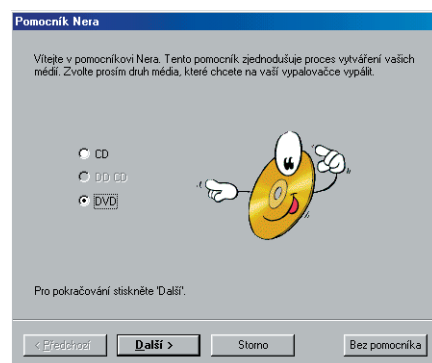 Pomocník Nera
Vítejte v pomocníkovi Nera. Tento pomocník zjednodušuje proces vytváření vašich
médií. Zvolte prosím druh média, které chcete na vaší vypalovačce vypálit.
CD
DD CD
DVD
Pro pokračování stiskněte 'Další'.
< Předchozí
Další >
Storno
Bez pomocníka